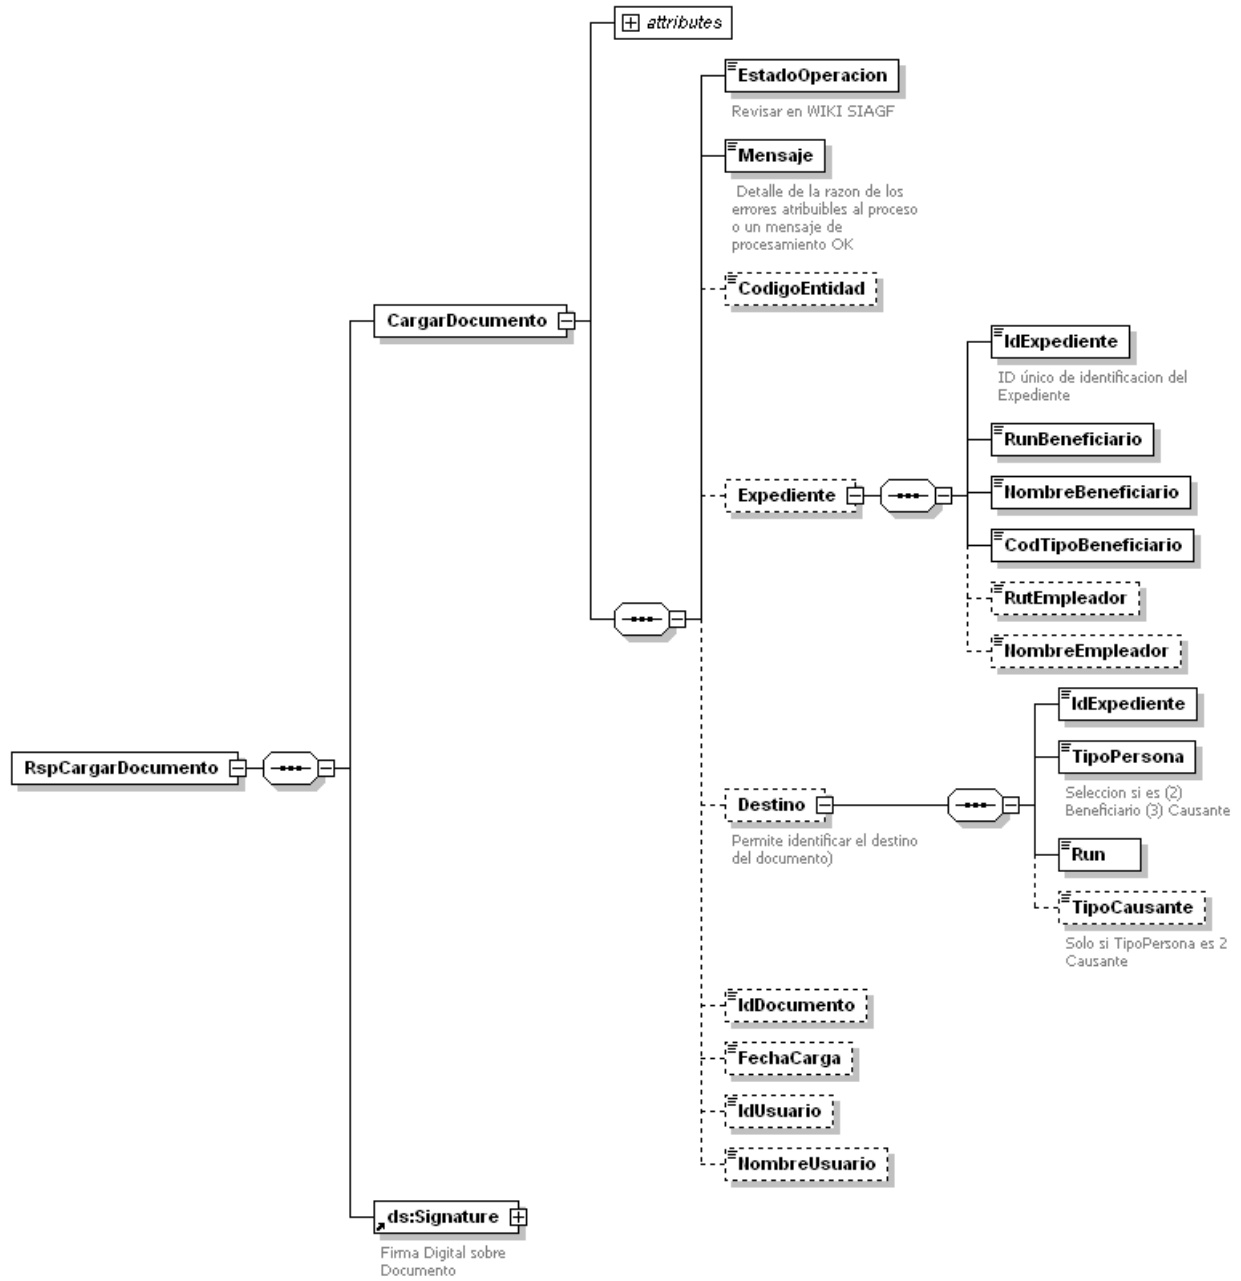 attributes
EstadoOperacion
Revisar en WIKI SIAGF
Mensaje
Detalle de la razon de los
errores atribuibles al proceso
o un mensaje de
procesamiento OK
CodigoEntidad
CargarDocumento
IdExpediente
ID único de identificacion del
Expediente
RunBeneficiario
NombreBeneficiario
Expediente
CodTipoBeneficiario
RutEmpleador
NombreEmpleador
IdExpediente
TipoPersona
Seleccion si es (2)
Beneficiario (3) Causante
RspCargarDocumento
Destino
Permite identificar el destino
del documento)
Run
TipoCausante
Solo si TipoPersona es 2
Causante
IdDocumento
FechaCarga
IdUsuario
NombreUsuario
ds:Signature
Firma Digital sobre
Documento